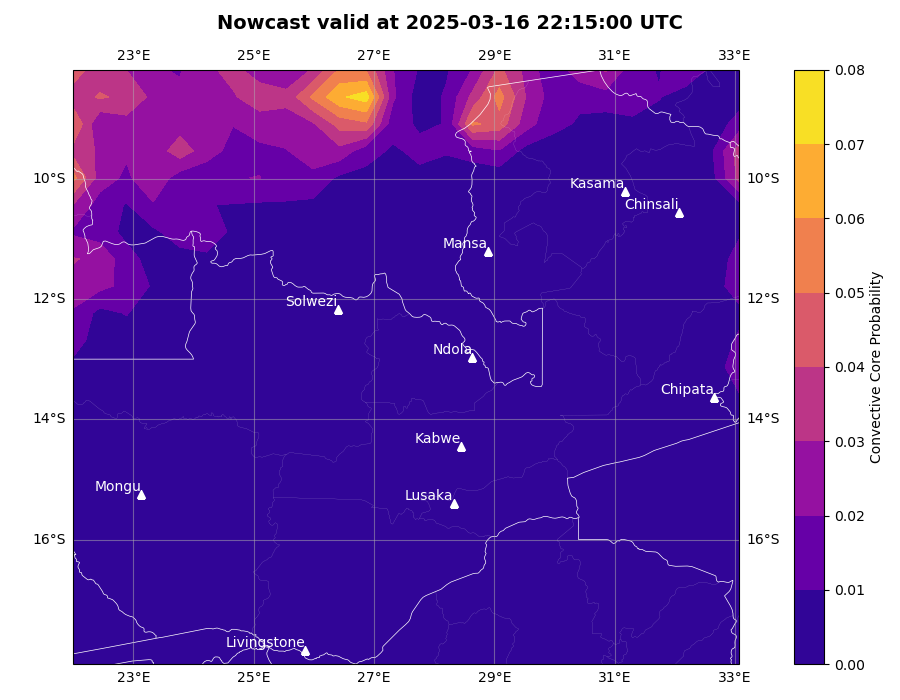 Nowcast valid at 2025-03-16 22:15:00 UTC
23°E 25°E 27°E 29°E 31°E 33°E
0.08
0.07
0.06
0.05
0.04
0.03
0.02
0.01
0.00
Convective Core Probability
10°S 10°S
12°S 12°S
14°S 14°S
16°S 16°S
Kasama
Chinsali
Mansa
Solwezi
Ndola
Chipata
Kabwe
Mongu
Lusaka
Livingstone
23°E 25°E 27°E 29°E 31°E 33°E